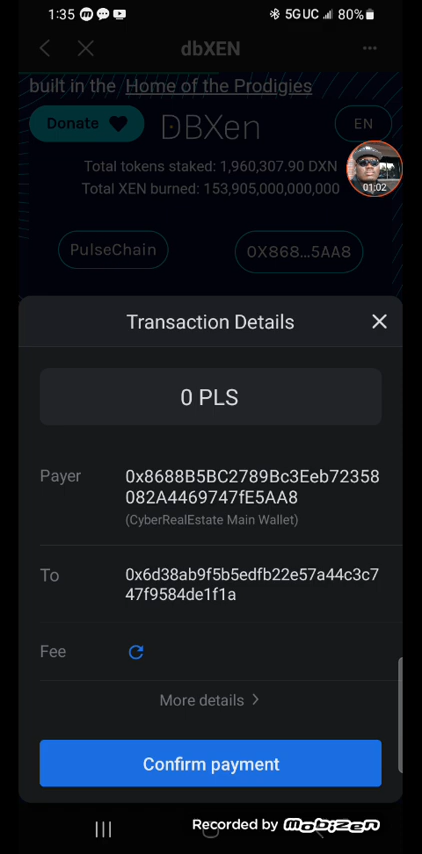 1:35
5G UC
80%
dbXEN
built in the Home of the Prodigies
Donate
DBXen
EN
Total tokens staked: 1,960,307.90 DXN
Total XEN burned: 153,905,000,000,000
01:02
PulseChain
0X868...5AA8
Transaction Details
0 PLS
Payer
0x8688B5BC2789Bc3Eeb72358
082A4469747fE5AA8
(CyberRealEstate Main Wallet)
To
0x6d38ab9f5b5edfb22e57a44c3c7
47f9584de1f1a
Fee
More details
Confirm payment
Recorded by mobizen